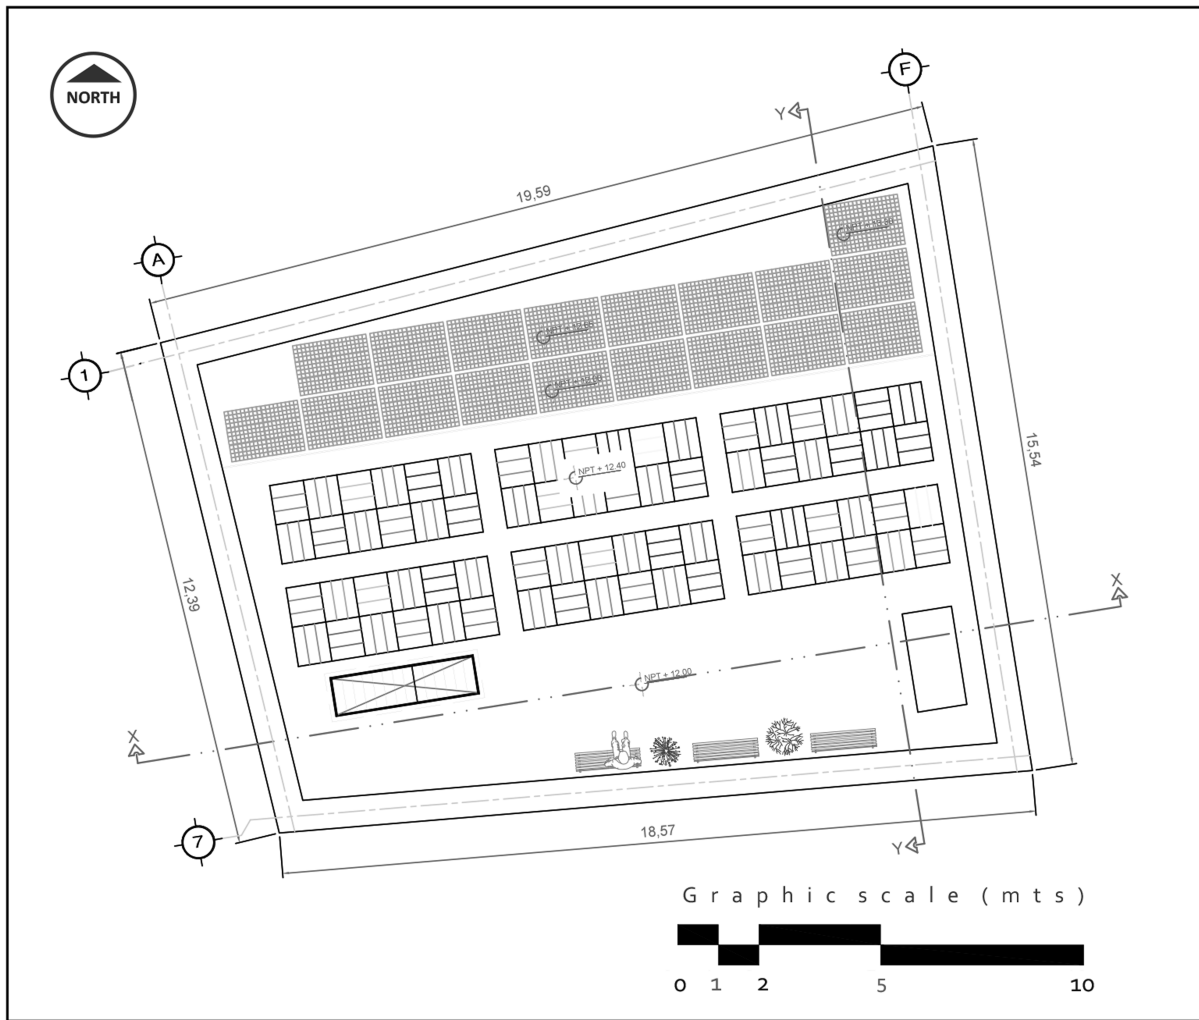 NORTH
F
Y
19,59
A
1
NPT + 12.40
15,54
12,39
X
NPT + 12.00
X
7
18,57
Y
Graphic scale (mts)
0 1 2 5 10